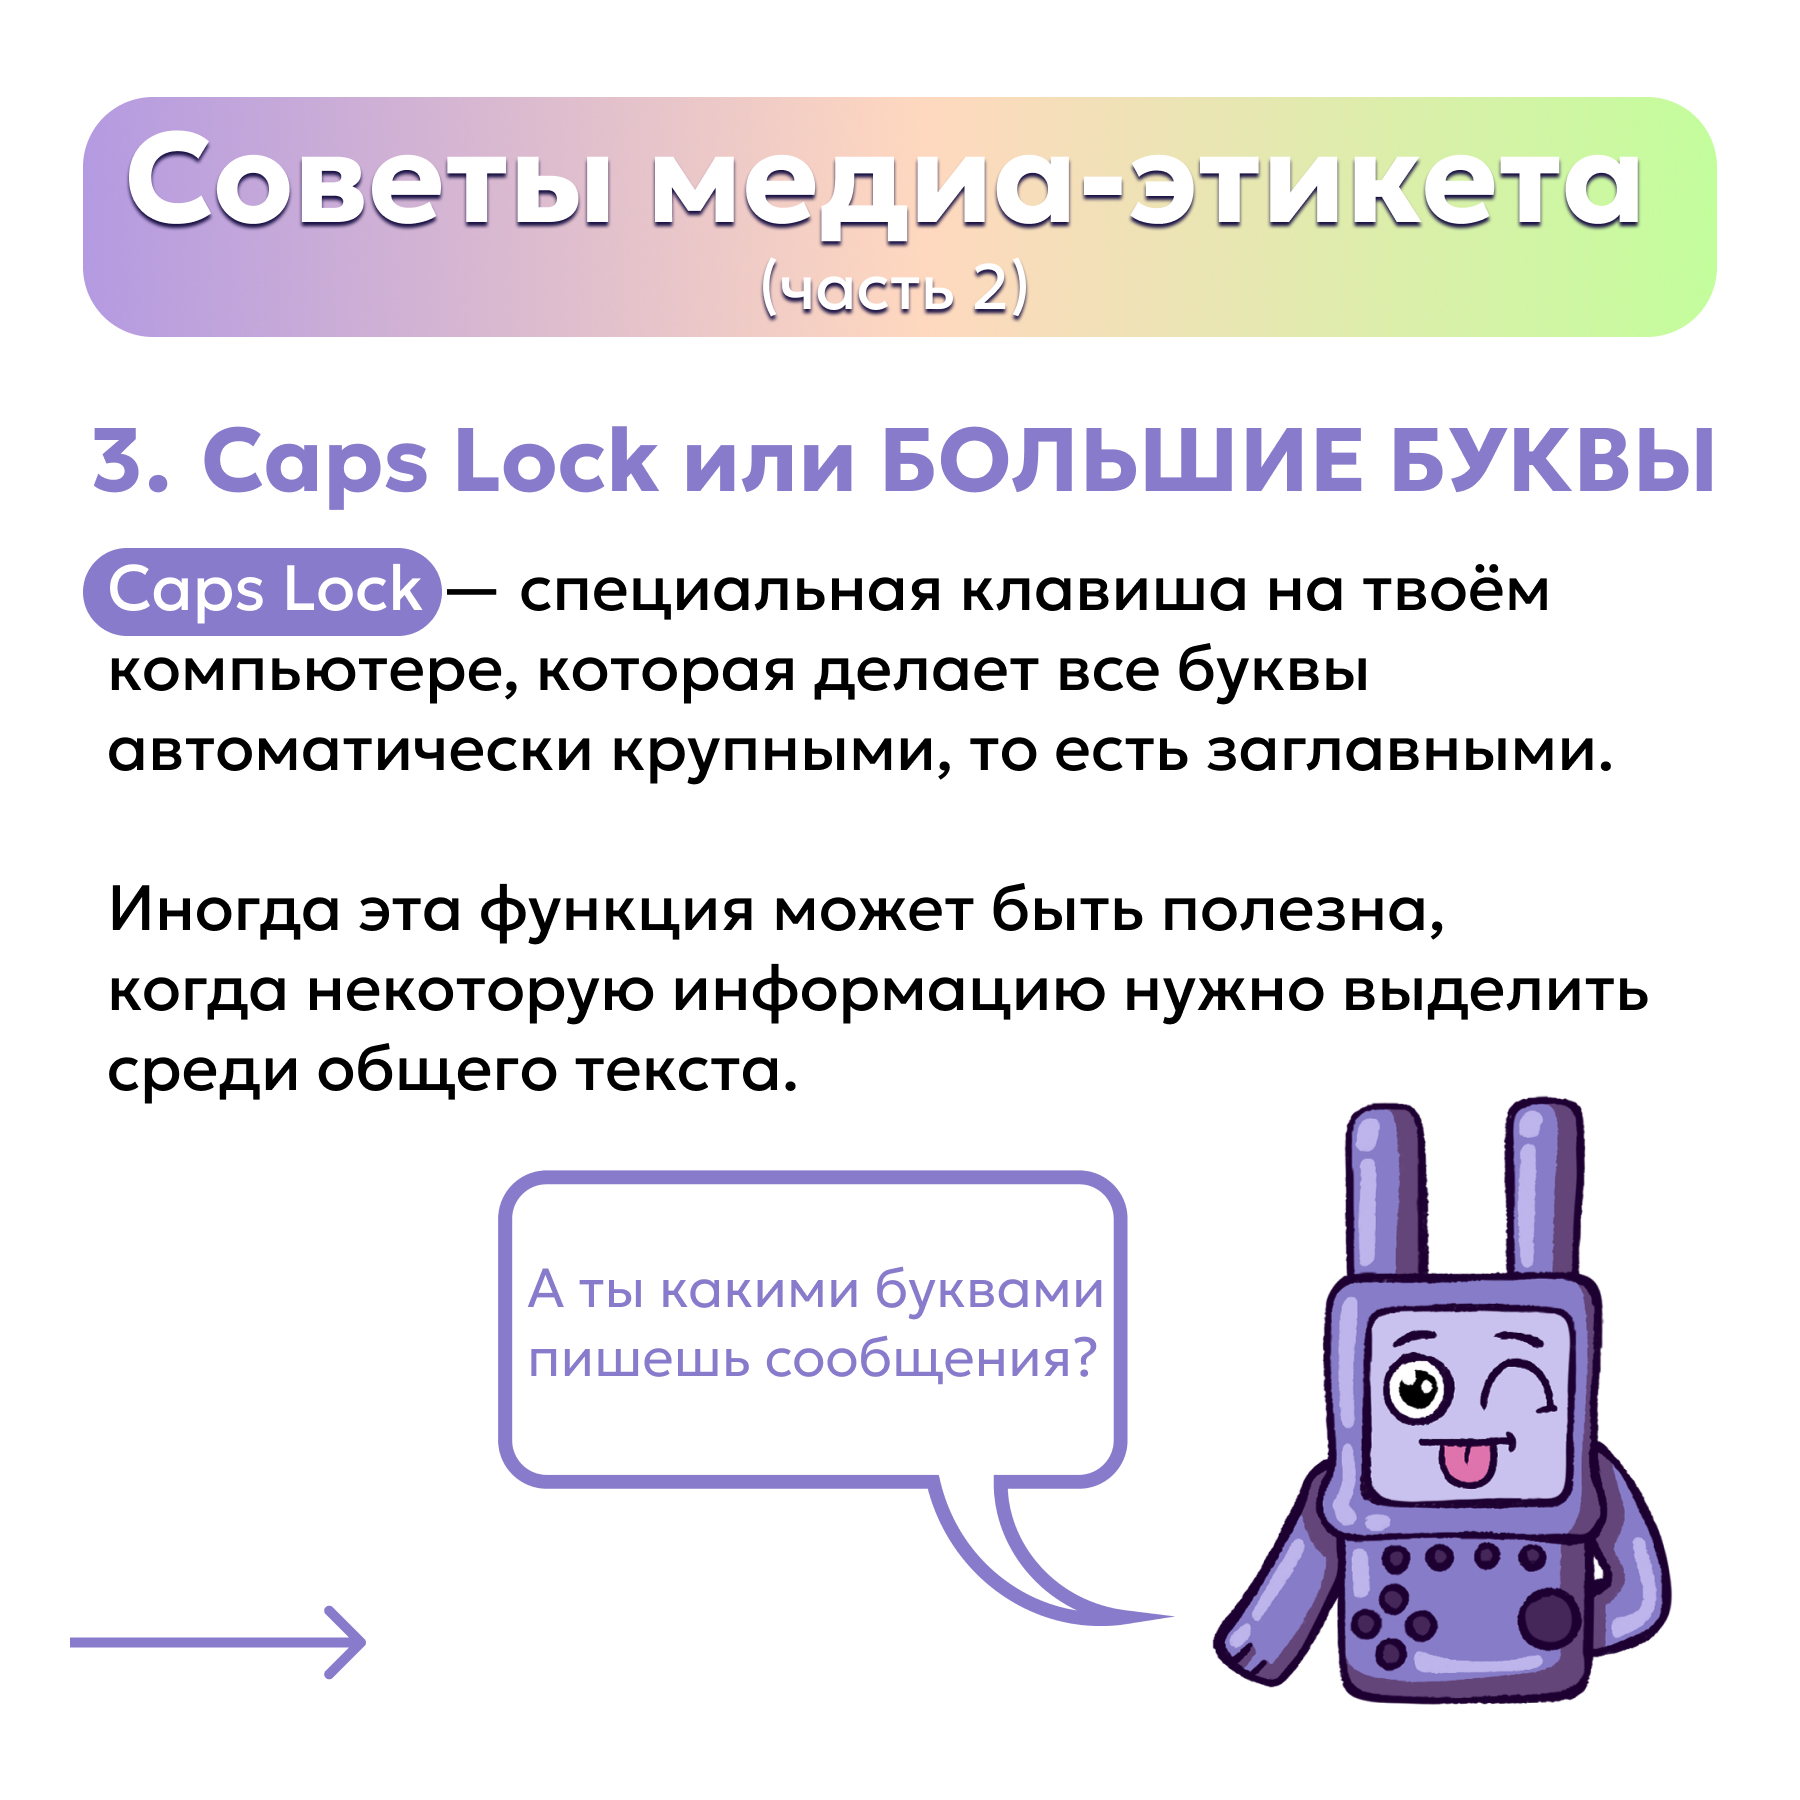 Советы медиа-этикета
(часть 2)
3. Caps Lock или БОЛЬШИЕ БУКВЫ
Caps Lock — специальная клавиша на твоём
компьютере, которая делает все буквы
автоматически крупными, то есть заглавными.
Иногда эта функция может быть полезна,
когда некоторую информацию нужно выделить
среди общего текста.
А ты какими буквами
пишешь сообщения?